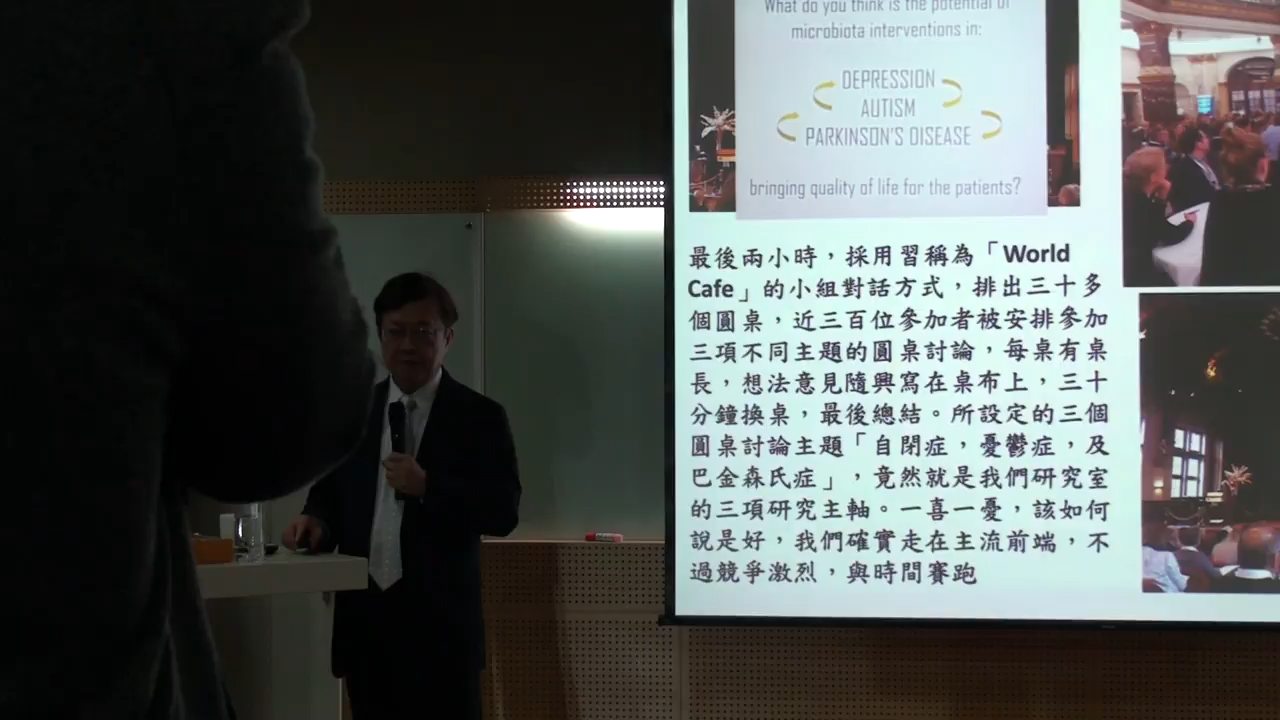 What do you think is the potential of
microbiota interventions in:
DEPRESSION
AUTISM
PARKINSON'S DISEASE
bringing quality of life for the patients?
最後兩小時，採用習稱為「World
Cafe」的小組對話方式，排出三十多
個圓桌，近三百位參加者被安排參加
三項不同主題的圓桌討論，每桌有桌
長，想法意見隨興寫在桌布上，三十
分鐘換桌，最後總結。所設定的三個
圓桌討論主題「自閉症，憂鬱症，及
巴金森氏症」，竟然就是我們研究室
的三項研究主軸。一喜一憂，該如何
說是好，我們確實走在主流前端，不
過競爭激烈，與時間賽跑